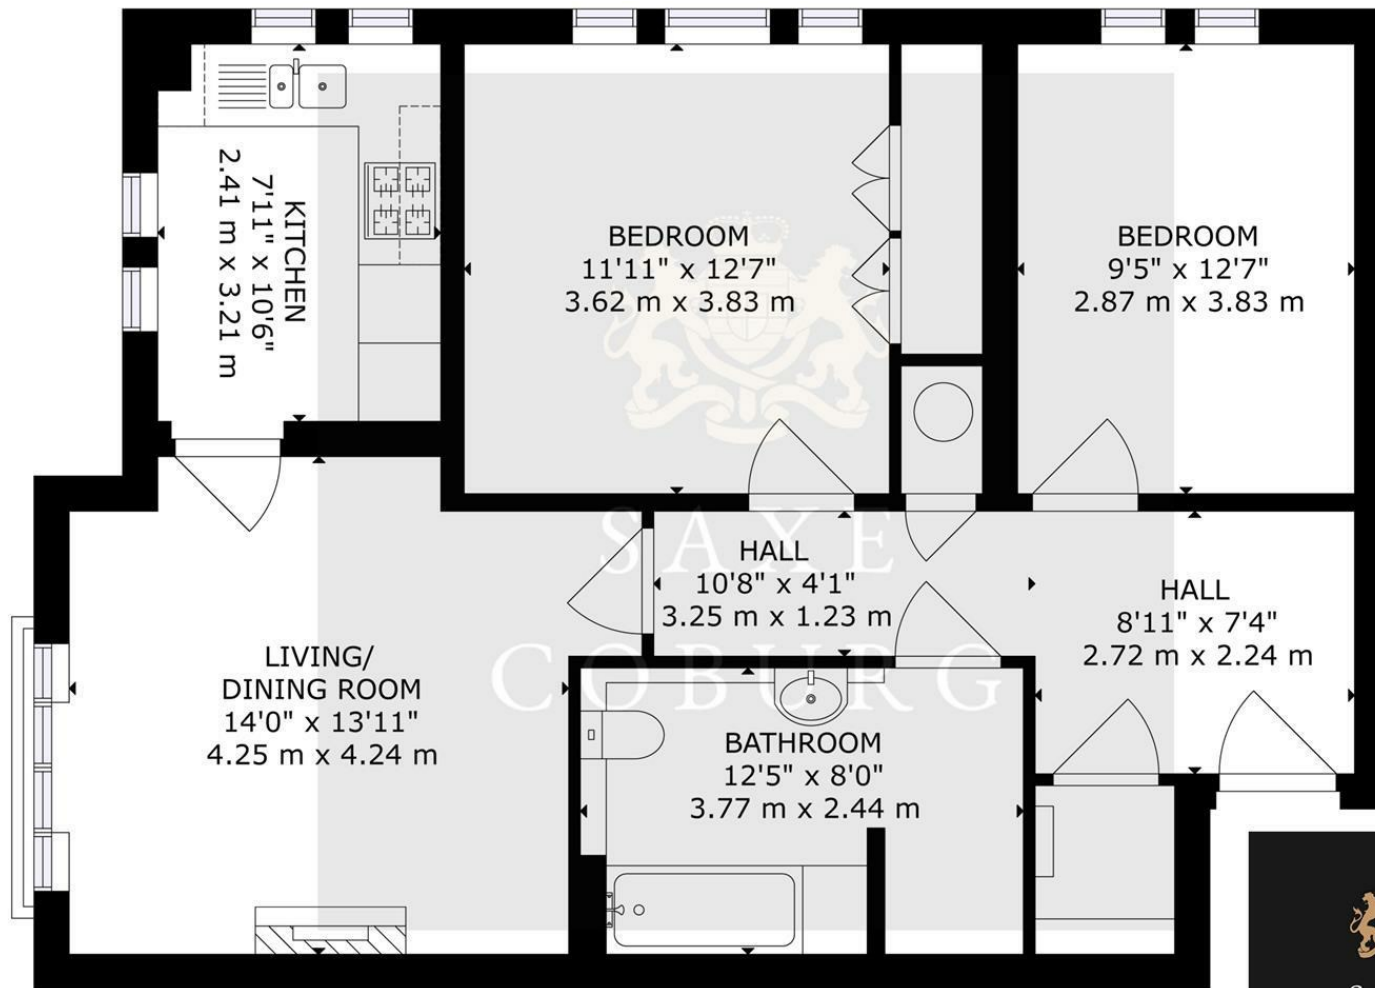 KITCHEN
7'11" x 10'6"
2.41 m x 3.21 m
BEDROOM
11'11" x 12'7"
3.62 m x 3.83 m
BEDROOM
9'5" x 12'7"
2.87 m x 3.83 m
SAXE
COBURG
HALL
10'8" x 4'1"
3.25 m x 1.23 m
HALL
8'11" x 7'4"
2.72 m x 2.24 m
LIVING/
DINING ROOM
14'0" x 13'11"
4.25 m x 4.24 m
BATHROOM
12'5" x 8'0"
3.77 m x 2.44 m